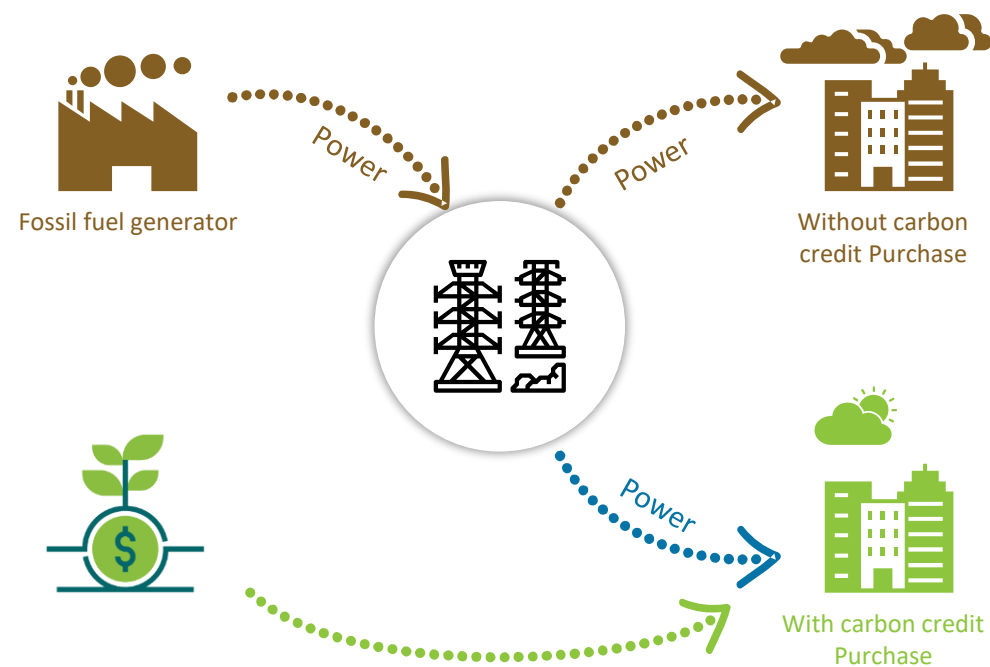 Power
Power
Fossil fuel generator
Without carbon
credit Purchase
Power
$
With carbon credit
Purchase